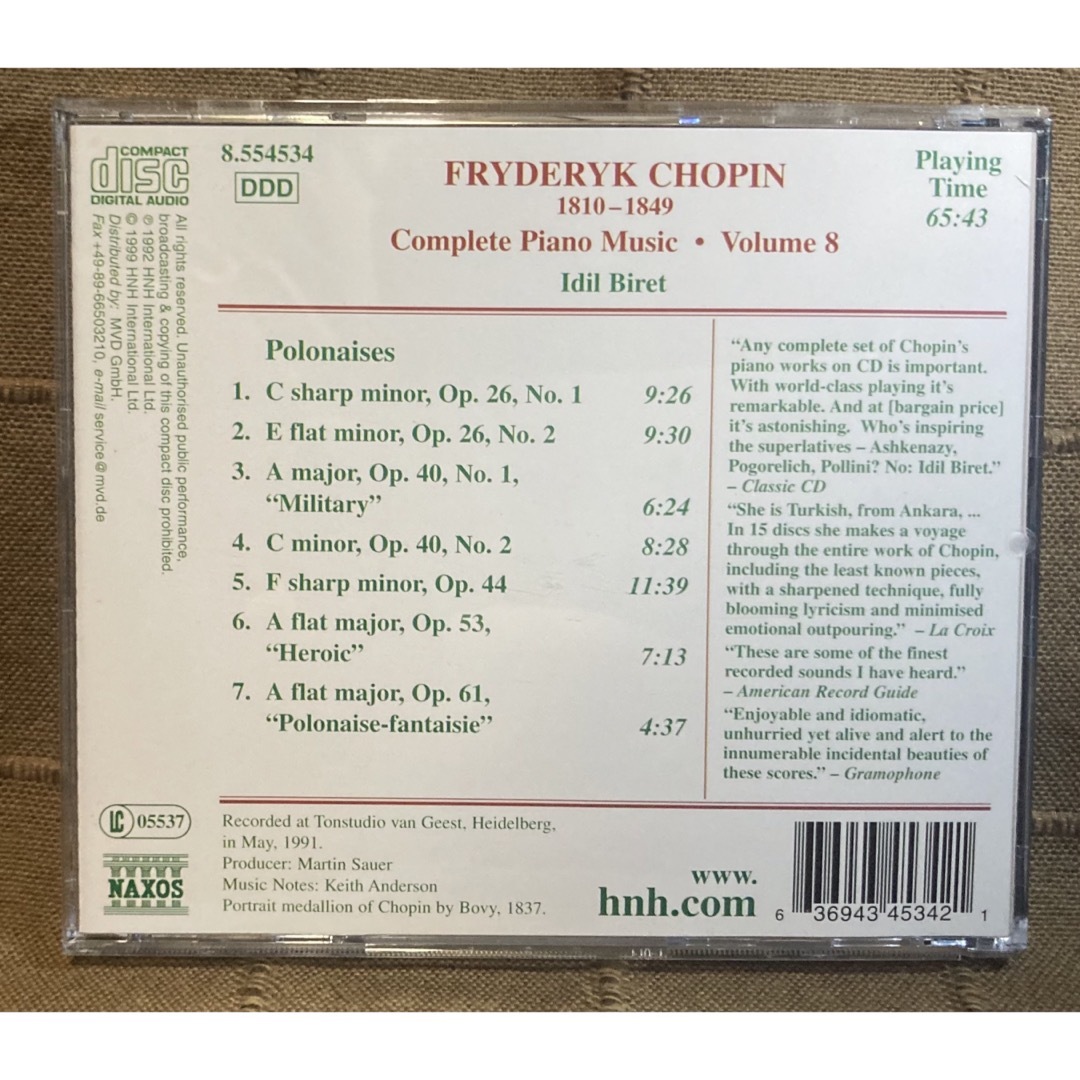 COMPACT
disc
DIGITAL AUDIO
8.554534
DDD
FRYDERYK CHOPIN
1810–1849
Complete Piano Music • Volume 8
Idil Biret
Playing
Time
65:43
All rights reserved. Unauthorised public performance,
broadcasting & copying of this compact disc prohibited.
℗ 1992 HNH International Ltd.
© 1999 HNH International Ltd.
Distributed by: MVD GmbH,
Fax +49-89-66503210, e-mail service@mvd.de
Polonaises
1. C sharp minor, Op. 26, No. 1 9:26
2. E flat minor, Op. 26, No. 2 9:30
3. A major, Op. 40, No. 1,
“Military” 6:24
4. C minor, Op. 40, No. 2 8:28
5. F sharp minor, Op. 44 11:39
6. A flat major, Op. 53,
“Heroic” 7:13
7. A flat major, Op. 61,
“Polonaise-fantaisie” 4:37
“Any complete set of Chopin’s
piano works on CD is important.
With world-class playing it’s
remarkable. And at [bargain price]
it’s astonishing. Who’s inspiring
the superlatives – Ashkenazy,
Pogorelich, Pollini? No: Idil Biret.”
– Classic CD
“She is Turkish, from Ankara, ...
In 15 discs she makes a voyage
through the entire work of Chopin,
including the least known pieces,
with a sharpened technique, fully
blooming lyricism and minimised
emotional outpouring.” – La Croix
“These are some of the finest
recorded sounds I have heard.”
– American Record Guide
“Enjoyable and idiomatic,
unhurried yet alive and alert to the
innumerable incidental beauties of
these scores.” – Gramophone
LC 05537
NAXOS
Recorded at Tonstudio van Geest, Heidelberg,
in May, 1991.
Producer: Martin Sauer
Music Notes: Keith Anderson
Portrait medallion of Chopin by Bovy, 1837.
www.
hnh.com
6 36943 45342 1